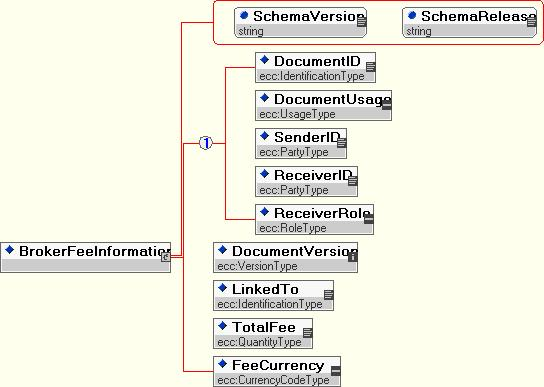 SchemaVersion
string
SchemaRelease
string
DocumentID
ecc:IdentificationType
DocumentUsage
ecc:UsageType
SenderID
ecc:PartyType
ReceiverID
ecc:PartyType
1
ReceiverRole
ecc:RoleType
BrokerFeeInformation
DocumentVersion
ecc:VersionType
LinkedTo
ecc:IdentificationType
TotalFee
ecc:QuantityType
FeeCurrency
ecc:CurrencyCodeType